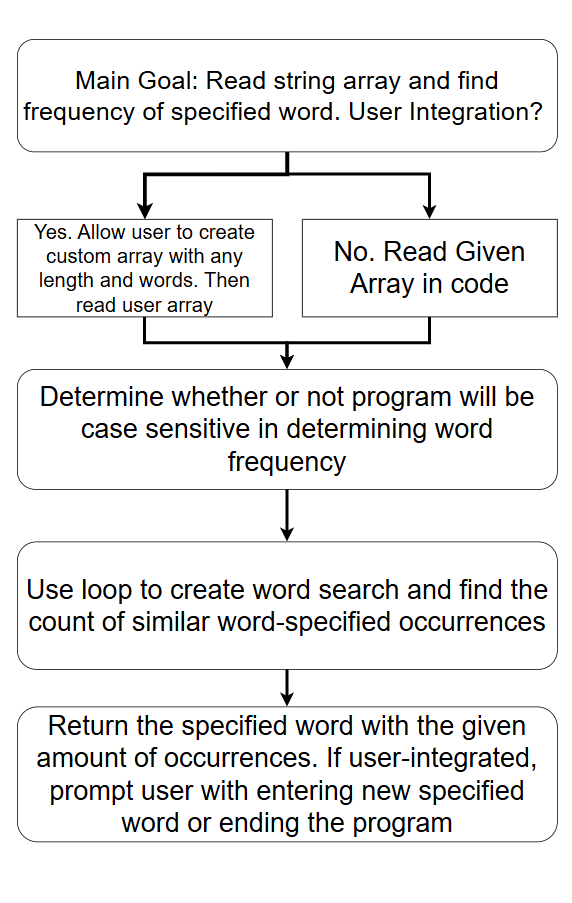 Main Goal: Read string array and find
frequency of specified word. User Integration?
Yes. Allow user to create
custom array with any
length and words. Then
read user array
No. Read Given
Array in code
Determine whether or not program will be
case sensitive in determining word
frequency
Use loop to create word search and find the
count of similar word-specified occurrences
Return the specified word with the given
amount of occurrences. If user-integrated,
prompt user with entering new specified
word or ending the program